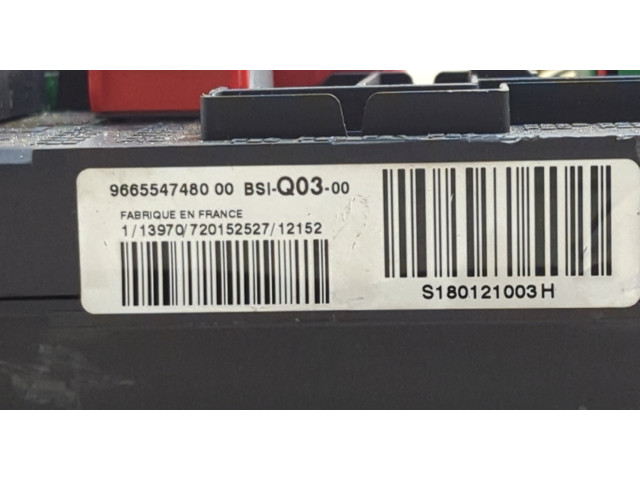 9665547480 00 BSI-Q03-00
FABRIQUE EN FRANCE
1/13970/720152527/12152
S180121003H